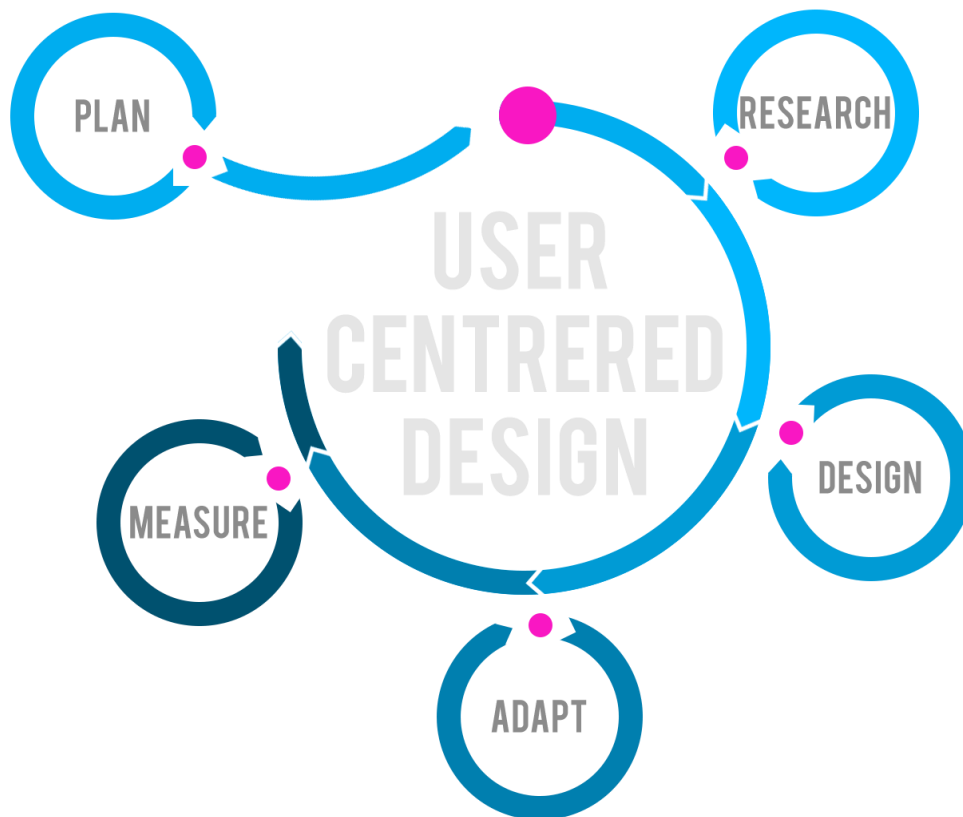 PLAN
RESEARCH
USER
CENTRERED
DESIGN
DESIGN
MEASURE
ADAPT